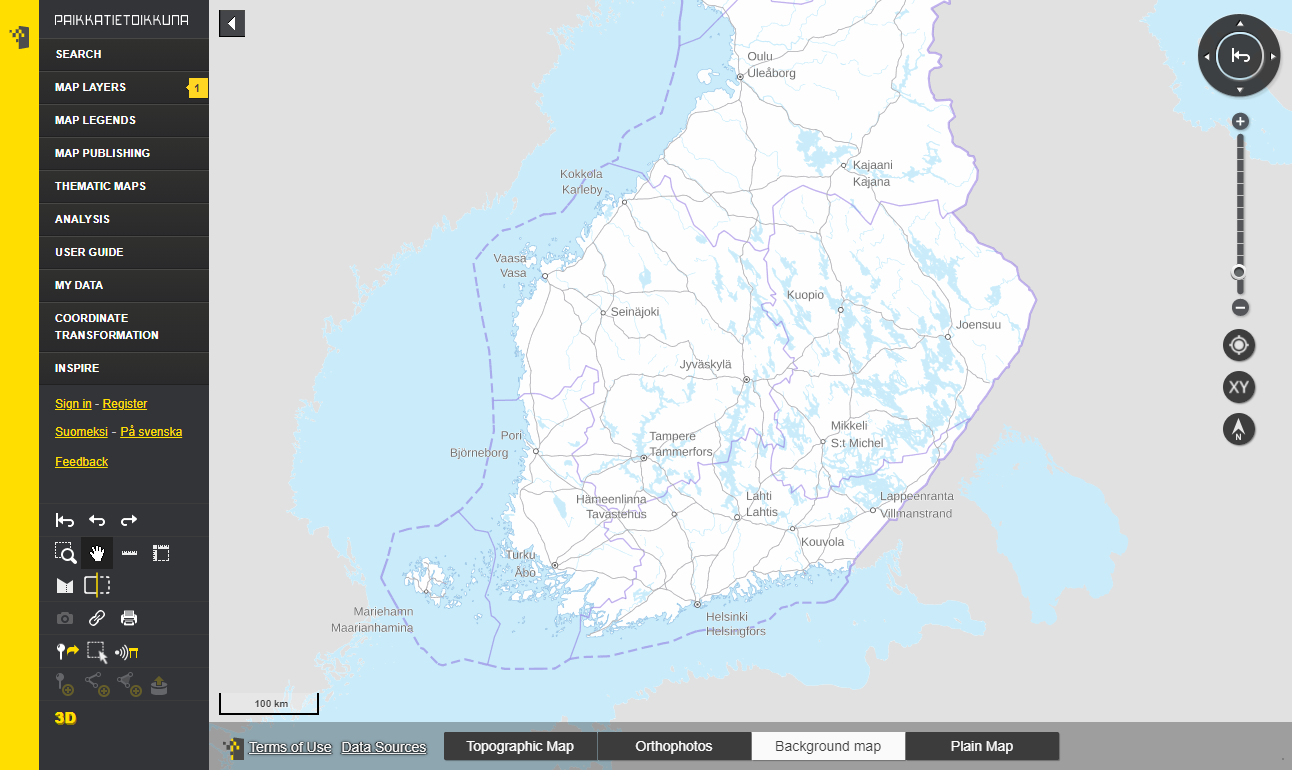 PAIKKATIETOIKKUNA
SEARCH
MAP LAYERS
1
MAP LEGENDS
MAP PUBLISHING
THEMATIC MAPS
ANALYSIS
USER GUIDE
MY DATA
COORDINATE
TRANSFORMATION
INSPIRE
Sign in - Register
Suomeksi - På svenska
Feedback
3D
Oulu
Uleåborg
Kajaani
Kajana
Kokkola
Karleby
Vaasa
Vasa
Seinäjoki
Kuopio
Joensuu
Jyväskylä
Mikkeli
S:t Michel
Pori
Björneborg
Tampere
Tammerfors
Hämeenlinna
Tavastehus
Lahti
Lahtis
Lappeenranta
Villmanstrand
Kouvola
Turku
Åbo
Mariehamn
Maarianhamina
Helsinki
Helsingfors
XY
N
100 km
Terms of Use
Data Sources
Topographic Map
Orthophotos
Background map
Plain Map